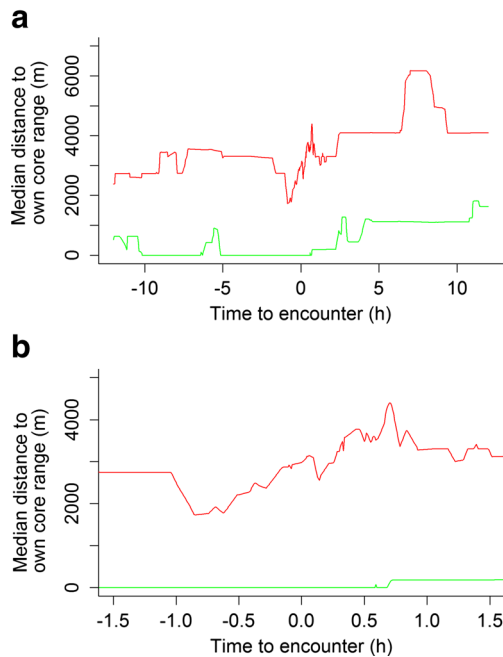 a
Median distance to
own core range (m)
0 2000 4000 6000
-10 -5 0 5 10
Time to encounter (h)
b
Median distance to
own core range (m)
0 2000 4000
-1.5 -1.0 -0.5 0.0 0.5 1.0 1.5
Time to encounter (h)